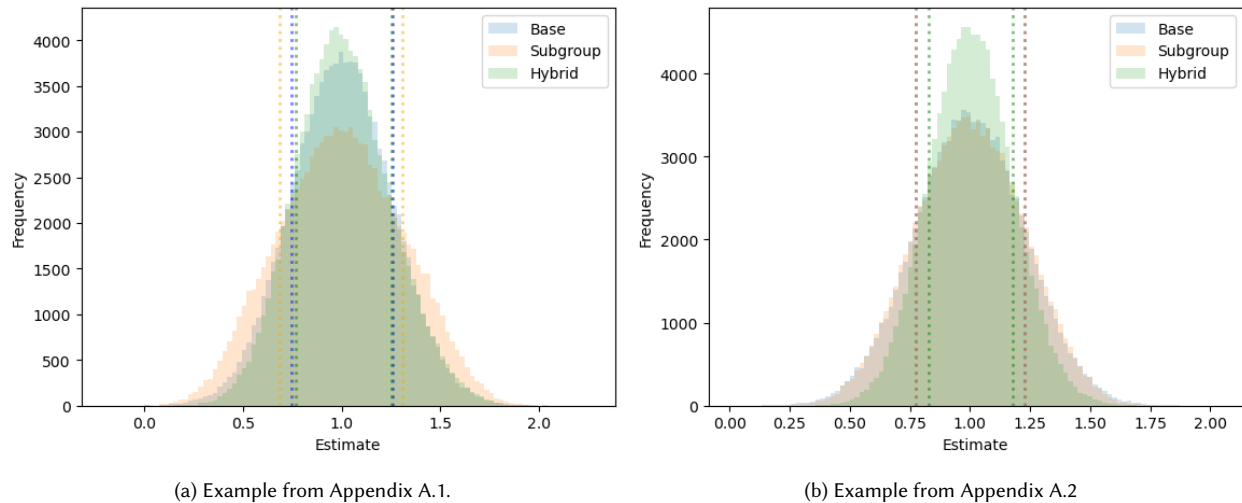 Frequency
4000
3500
3000
2500
2000
1500
1000
500
0
0.0 0.5 1.0 1.5 2.0
Estimate
Base
Subgroup
Hybrid
(a) Example from Appendix A.1.
Frequency
4000
3000
2000
1000
0
0.00 0.25 0.50 0.75 1.00 1.25 1.50 1.75 2.00
Estimate
Base
Subgroup
Hybrid
(b) Example from Appendix A.2